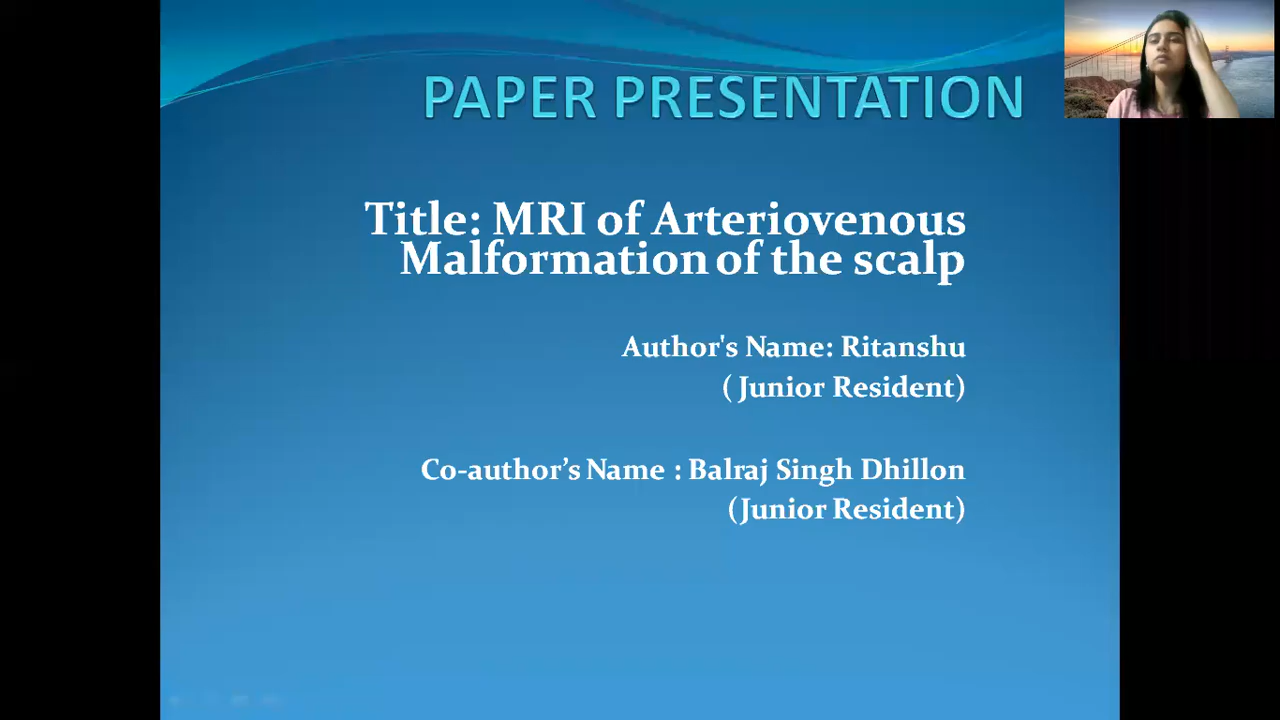 PAPER PRESENTATION
Title: MRI of Arteriovenous
Malformation of the scalp
Author's Name: Ritanshu
( Junior Resident)
Co-author’s Name : Balraj Singh Dhillon
(Junior Resident)